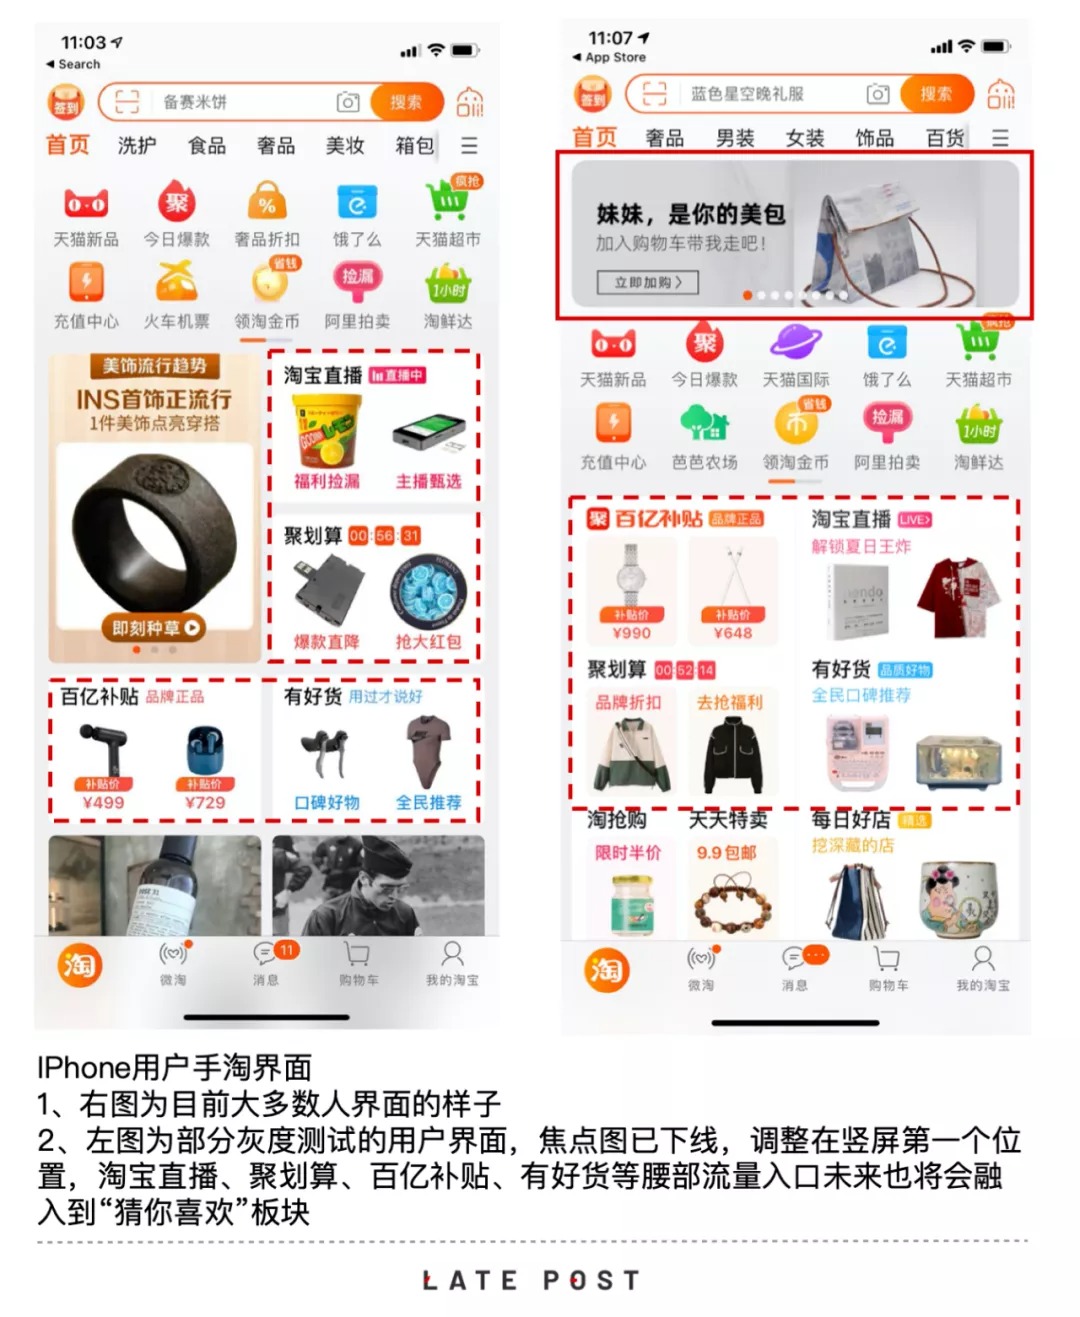 11:03
◀ Search
签到
备赛米饼
搜索
首页 洗护 食品 奢品 美妆 箱包
疯抢
聚
天猫新品 今日爆款 奢品折扣 饿了么 天猫超市
省钱
捡漏
1小时
充值中心 火车机票 领淘金币 阿里拍卖 淘鲜达
美饰流行趋势
INS首饰正流行
1件美饰点亮穿搭
即刻种草
淘宝直播 直播中
福利捡漏 主播甄选
聚划算 00:56:31
爆款直降 抢大红包
百亿补贴 品牌正品
补贴价 补贴价
¥499 ¥729
有好货 用过才说好
口碑好物 全民推荐
淘
11
微淘 消息 购物车 我的淘宝
11:07
◀ App Store
签到
蓝色星空晚礼服
搜索
首页 奢品 男装 女装 饰品 百货
妹妹，是你的美包
加入购物车带我走吧！
立即加购 >
疯抢
聚
天猫新品 今日爆款 天猫国际 饿了么 天猫超市
省钱
捡漏
1小时
充值中心 芭芭农场 领淘金币 阿里拍卖 淘鲜达
聚 百亿补贴 品牌正品
补贴价 补贴价
¥990 ¥648
淘宝直播 LIVE>
解锁夏日王炸
聚划算 00:52:14
品牌折扣 去抢福利
有好货 品质好物
全民口碑推荐
淘抢购 天天特卖
限时半价 9.9包邮
每日好店 精选
挖深藏的店
淘
微淘 消息 购物车 我的淘宝
IPhone用户手淘界面
1、右图为目前大多数人界面的样子
2、左图为部分灰度测试的用户界面，焦点图已下线，调整在竖屏第一个位
置，淘宝直播、聚划算、百亿补贴、有好货等腰部流量入口未来也将会融
入到“猜你喜欢”板块
LATE POST